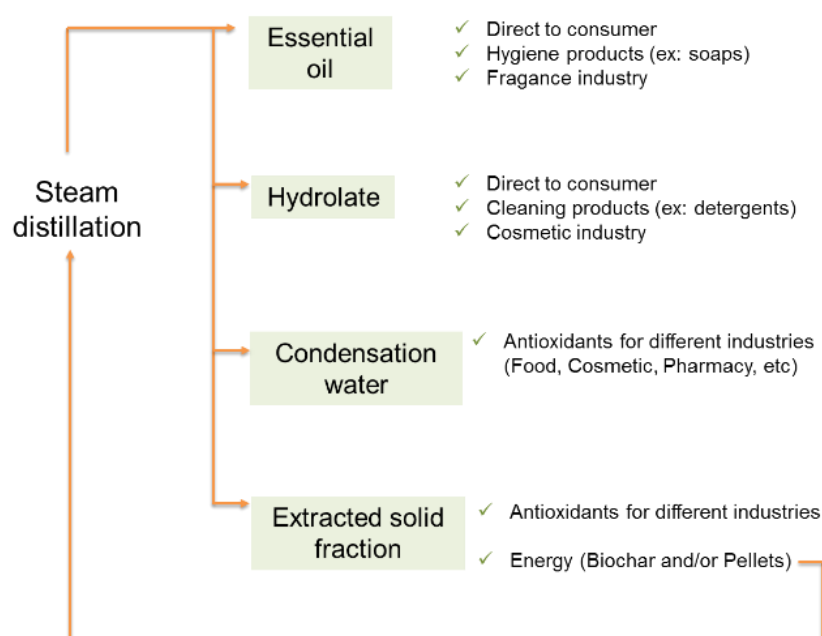 Essential
oil
✓ Direct to consumer
✓ Hygiene products (ex: soaps)
✓ Fragance industry
Steam
distillation
Hydrolate
✓ Direct to consumer
✓ Cleaning products (ex: detergents)
✓ Cosmetic industry
Condensation
water
✓ Antioxidants for different industries
(Food, Cosmetic, Pharmacy, etc)
Extracted solid
fraction
✓ Antioxidants for different industries
✓ Energy (Biochar and/or Pellets)